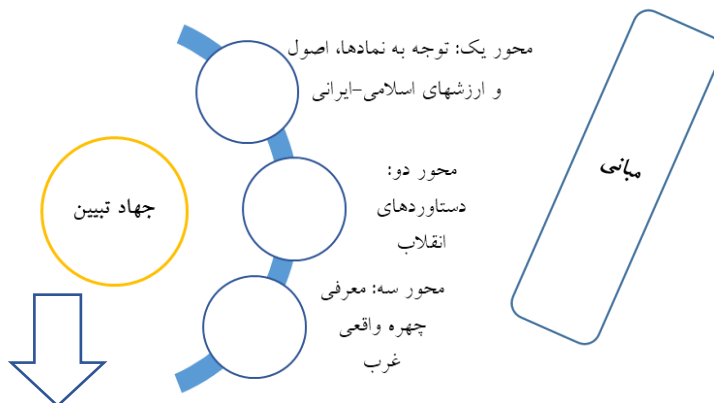 محور یک: توجه به نمادها، اصول
و ارزشهای اسلامی-ایرانی
مبانی
محور دو:
دستاوردهای
انقلاب
جهاد تبیین
محور سه: معرفی
چهره واقعی
غرب